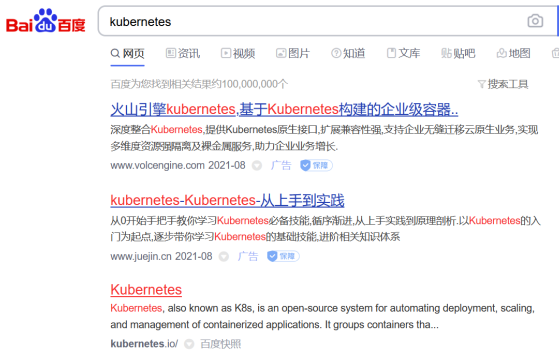 Bai du 百度 kubernetes
网页 资讯 视频 图片 知道 文库 贴吧 地图
百度为您找到相关结果约100,000,000个 搜索工具
火山引擎kubernetes,基于Kubernetes构建的企业级容器..
深度整合Kubernetes,提供Kubernetes原生接口,扩展兼容性强,支持企业无缝迁移云原生业务,实现
多维度资源强隔离及裸金属服务,助力企业业务增长.
www.volcengine.com 2021-08 广告 保障
kubernetes-Kubernetes-从上手到实践
从0开始手把手教你学习Kubernetes必备技能,循序渐进,从上手实践到原理剖析.以Kubernetes的入
门为起点,逐步带你学习Kubernetes的基础技能,进阶相关知识体系
www.juejin.cn 2021-08 广告 保障
Kubernetes
Kubernetes, also known as K8s, is an open-source system for automating deployment, scaling,
and management of containerized applications. It groups containers tha...
kubernetes.io/ 百度快照